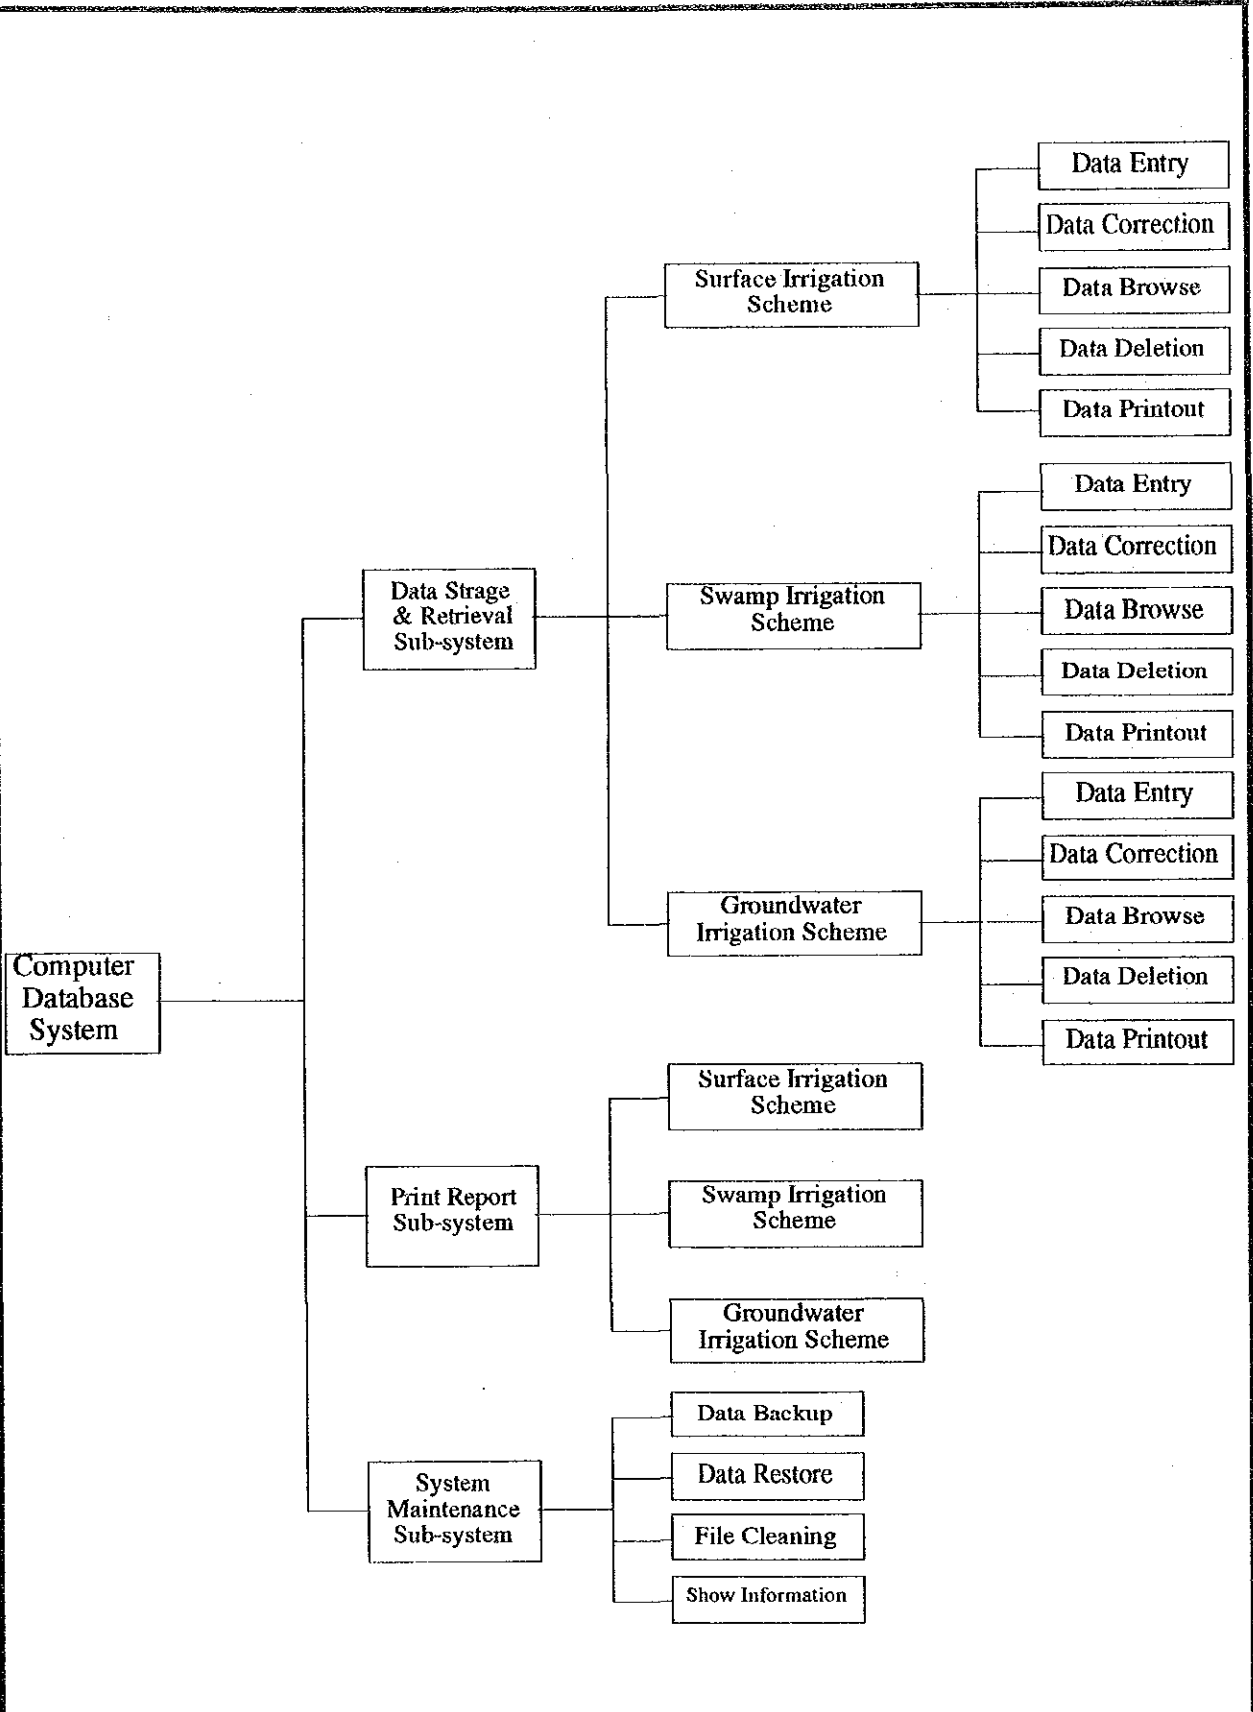 Data Entry
Data Correction
Surface Irrigation
Scheme
Data Browse
Data Deletion
Data Printout
Data Entry
Data Correction
Data Strage
& Retrieval
Sub-system
Swamp Irrigation
Scheme
Data Browse
Data Deletion
Data Printout
Data Entry
Data Correction
Groundwater
Irrigation Scheme
Data Browse
Data Deletion
Data Printout
Computer
Database
System
Surface Irrigation
Scheme
Print Report
Sub-system
Swamp Irrigation
Scheme
Groundwater
Irrigation Scheme
System
Maintenance
Sub-system
Data Backup
Data Restore
File Cleaning
Show Information